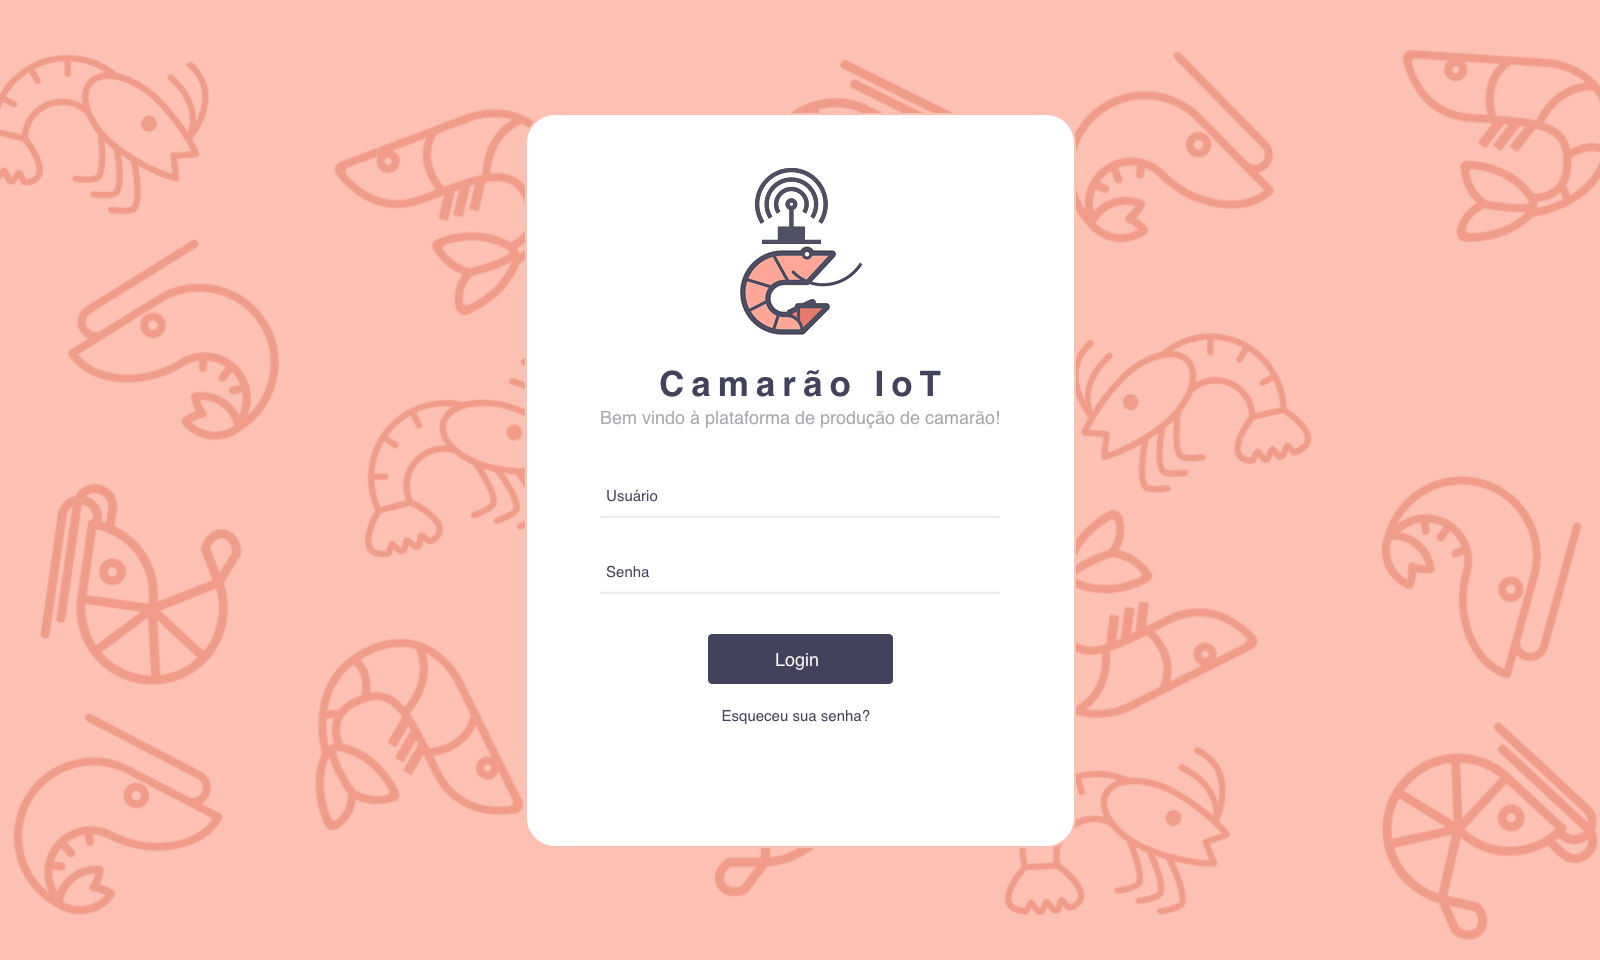 Camarão IoT
Bem vindo à plataforma de produção de camarão!
Usuário
Senha
Login
Esqueceu sua senha?